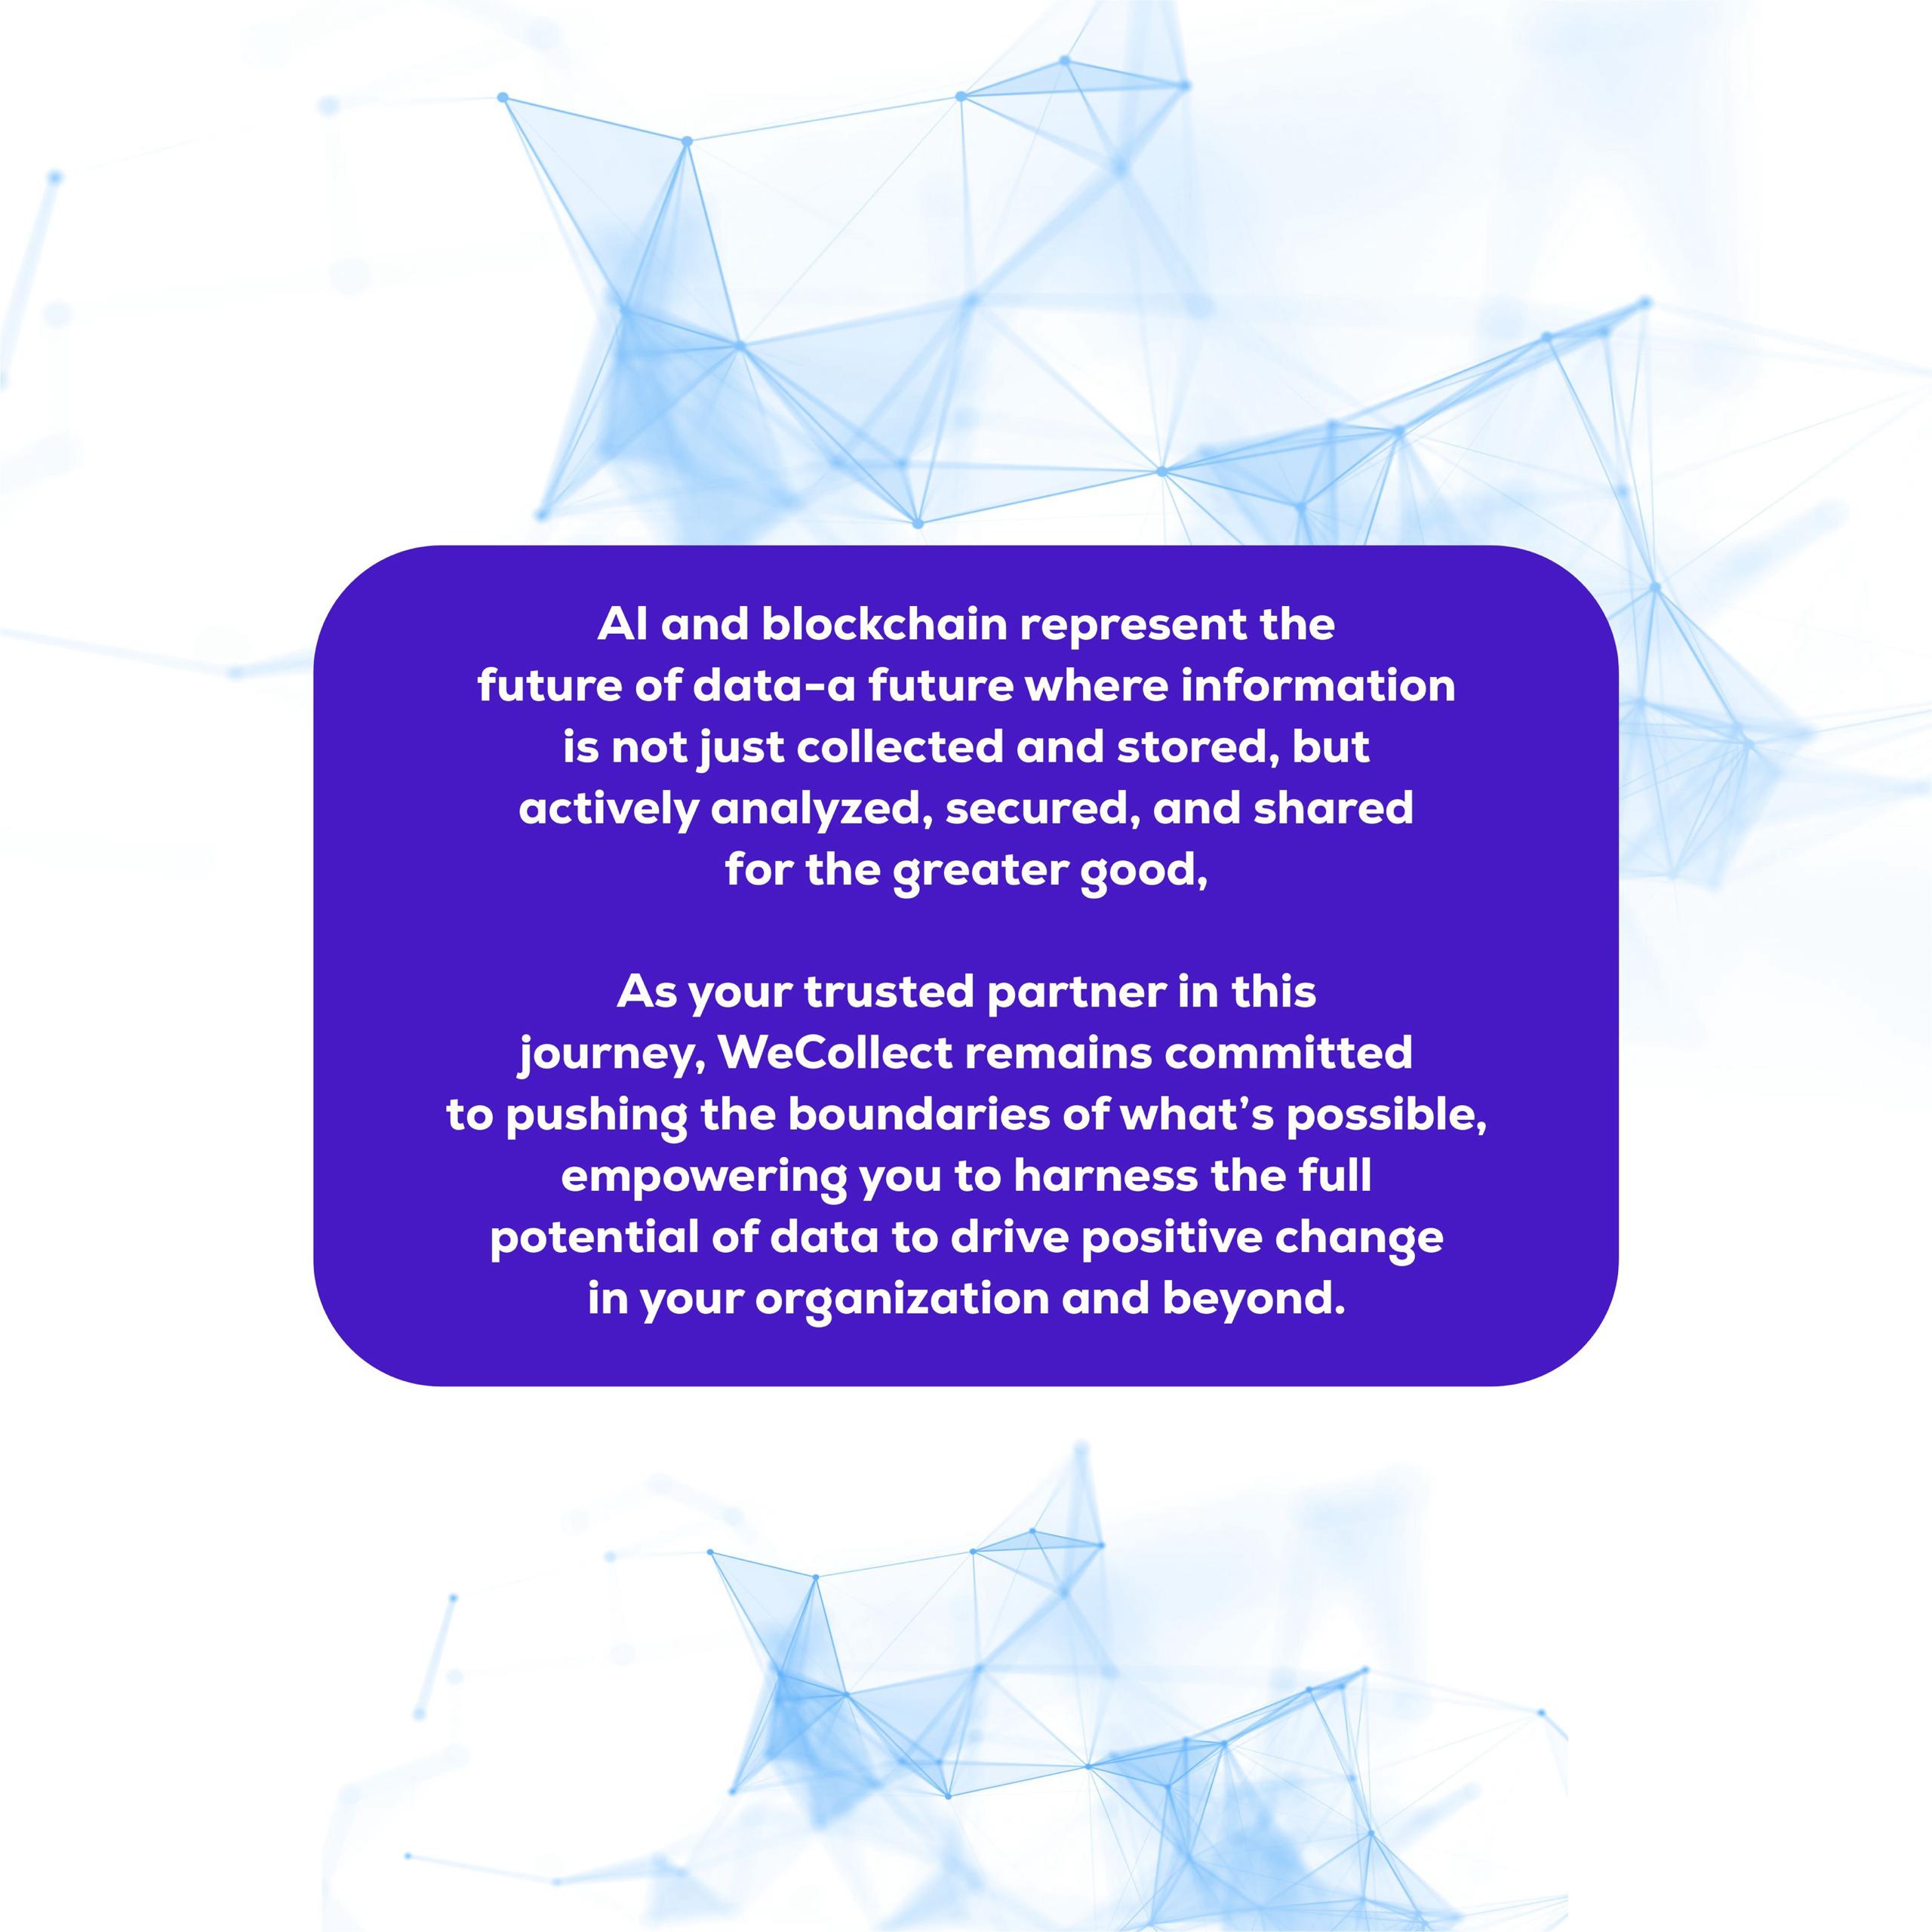 AI and blockchain represent the
future of data-a future where information
is not just collected and stored, but
actively analyzed, secured, and shared
for the greater good,
As your trusted partner in this
journey, WeCollect remains committed
to pushing the boundaries of what’s possible,
empowering you to harness the full
potential of data to drive positive change
in your organization and beyond.